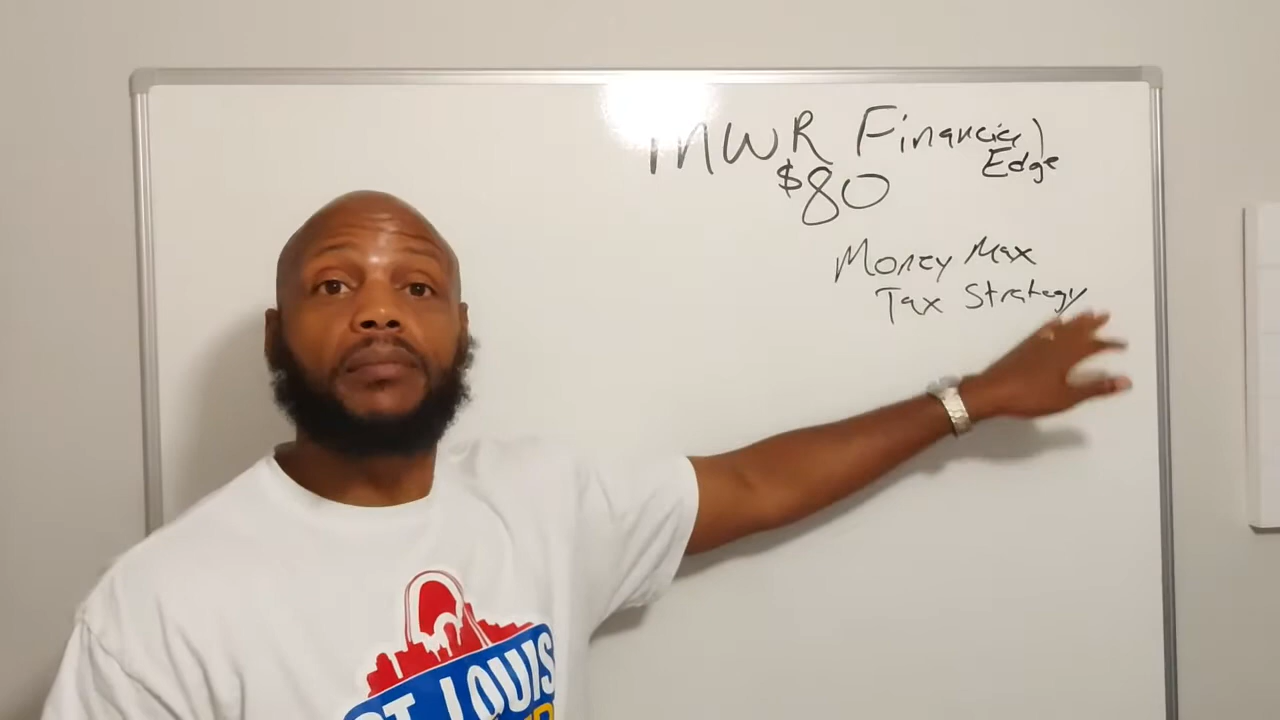 MWR Financial
Edge
$80
Money Max
Tax Strategy
ST. LOUIS